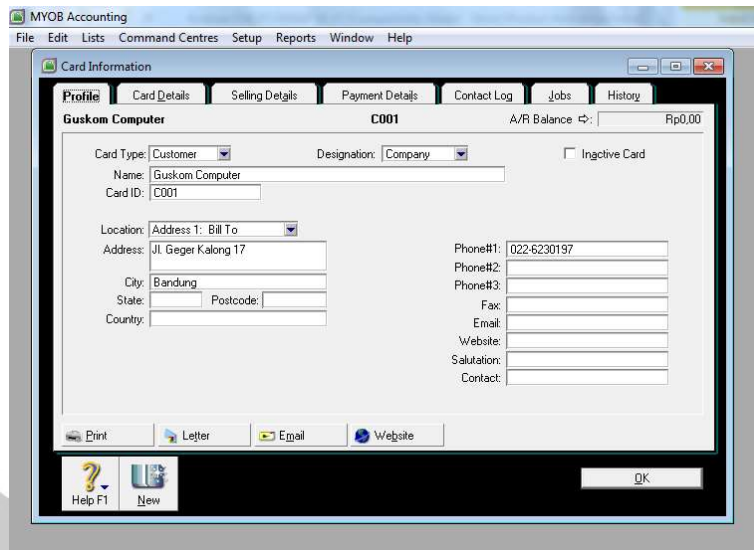 MYOB Accounting
File Edit Lists Command Centres Setup Reports Window Help
Card Information
Profile Card Details Selling Details Payment Details Contact Log Jobs History
Guskom Computer C001 A/R Balance ⇨: Rp0,00
Card Type: Customer Designation: Company Inactive Card
Name: Guskom Computer
Card ID: C001
Location: Address 1: Bill To
Address: Jl. Geger Kalong 17 Phone#1: 022-6230197
Phone#2:
City: Bandung Phone#3:
State: Postcode: Fax:
Country: Email:
Website:
Salutation:
Contact:
Print Letter Email Website
Help F1 New OK